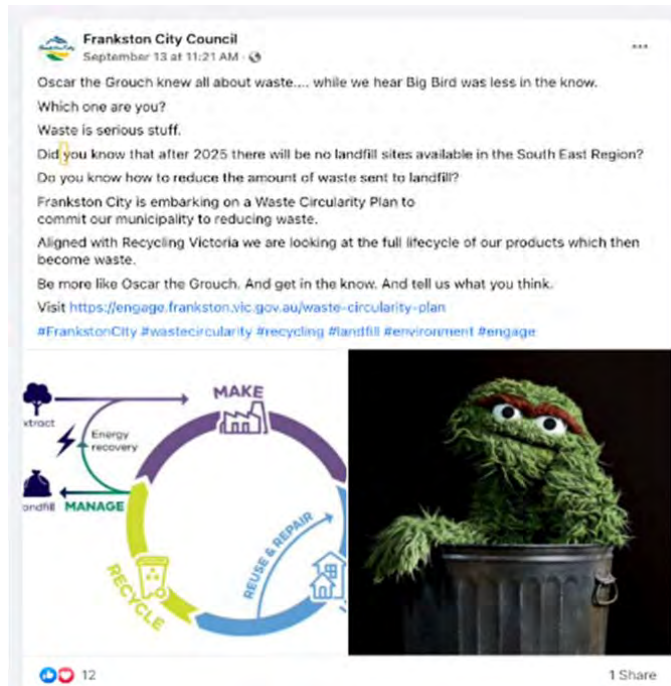 Frankston City Council
September 13 at 11:21 AM ·
Oscar the Grouch knew all about waste.... while we hear Big Bird was less in the know.
Which one are you?
Waste is serious stuff.
Did you know that after 2025 there will be no landfill sites available in the South East Region?
Do you know how to reduce the amount of waste sent to landfill?
Frankston City is embarking on a Waste Circularity Plan to
commit our municipality to reducing waste.
Aligned with Recycling Victoria we are looking at the full lifecycle of our products which then
become waste.
Be more like Oscar the Grouch. And get in the know. And tell us what you think.
Visit https://engage.frankston.vic.gov.au/waste-circularity-plan
#FrankstonCity #wastecircularity #recycling #landfill #environment #engage
MAKE
xtract
Energy
recovery
andfill
MANAGE
REUSE & REPAIR
RECYCLE
12
1 Share